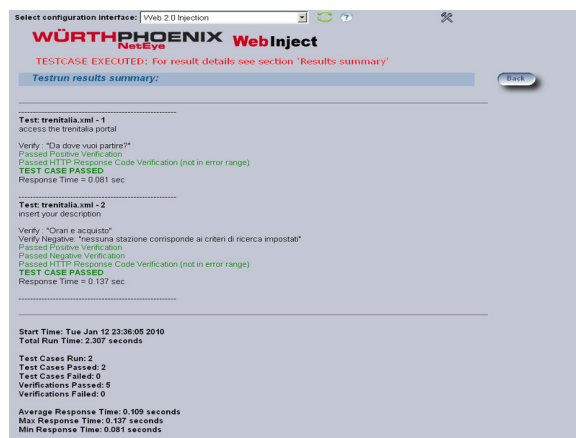 Select configuration interface: Web 2.0 Injection
WÜRTHPHOENIX WebInject
NetEye
TESTCASE EXECUTED: For result details see section 'Results summary'
Testrun results summary:
Back
Test: trenitalia.xml - 1
access the trenitalia portal
Verify : "Da dove vuoi partire?"
Passed Positive Verification
Passed HTTP Response Code Verification (not in error range)
TEST CASE PASSED
Response Time = 0.081 sec
Test: trenitalia.xml - 2
insert your description
Verify : "Orari e acquisto"
Verify Negative: "nessuna stazione corrisponde ai criteri di ricerca impostati"
Passed Positive Verification
Passed Negative Verification
Passed HTTP Response Code Verification (not in error range)
TEST CASE PASSED
Response Time = 0.137 sec
Start Time: Tue Jan 12 23:36:05 2010
Total Run Time: 2.307 seconds
Test Cases Run: 2
Test Cases Passed: 2
Test Cases Failed: 0
Verifications Passed: 5
Verifications Failed: 0
Average Response Time: 0.109 seconds
Max Response Time: 0.137 seconds
Min Response Time: 0.081 seconds